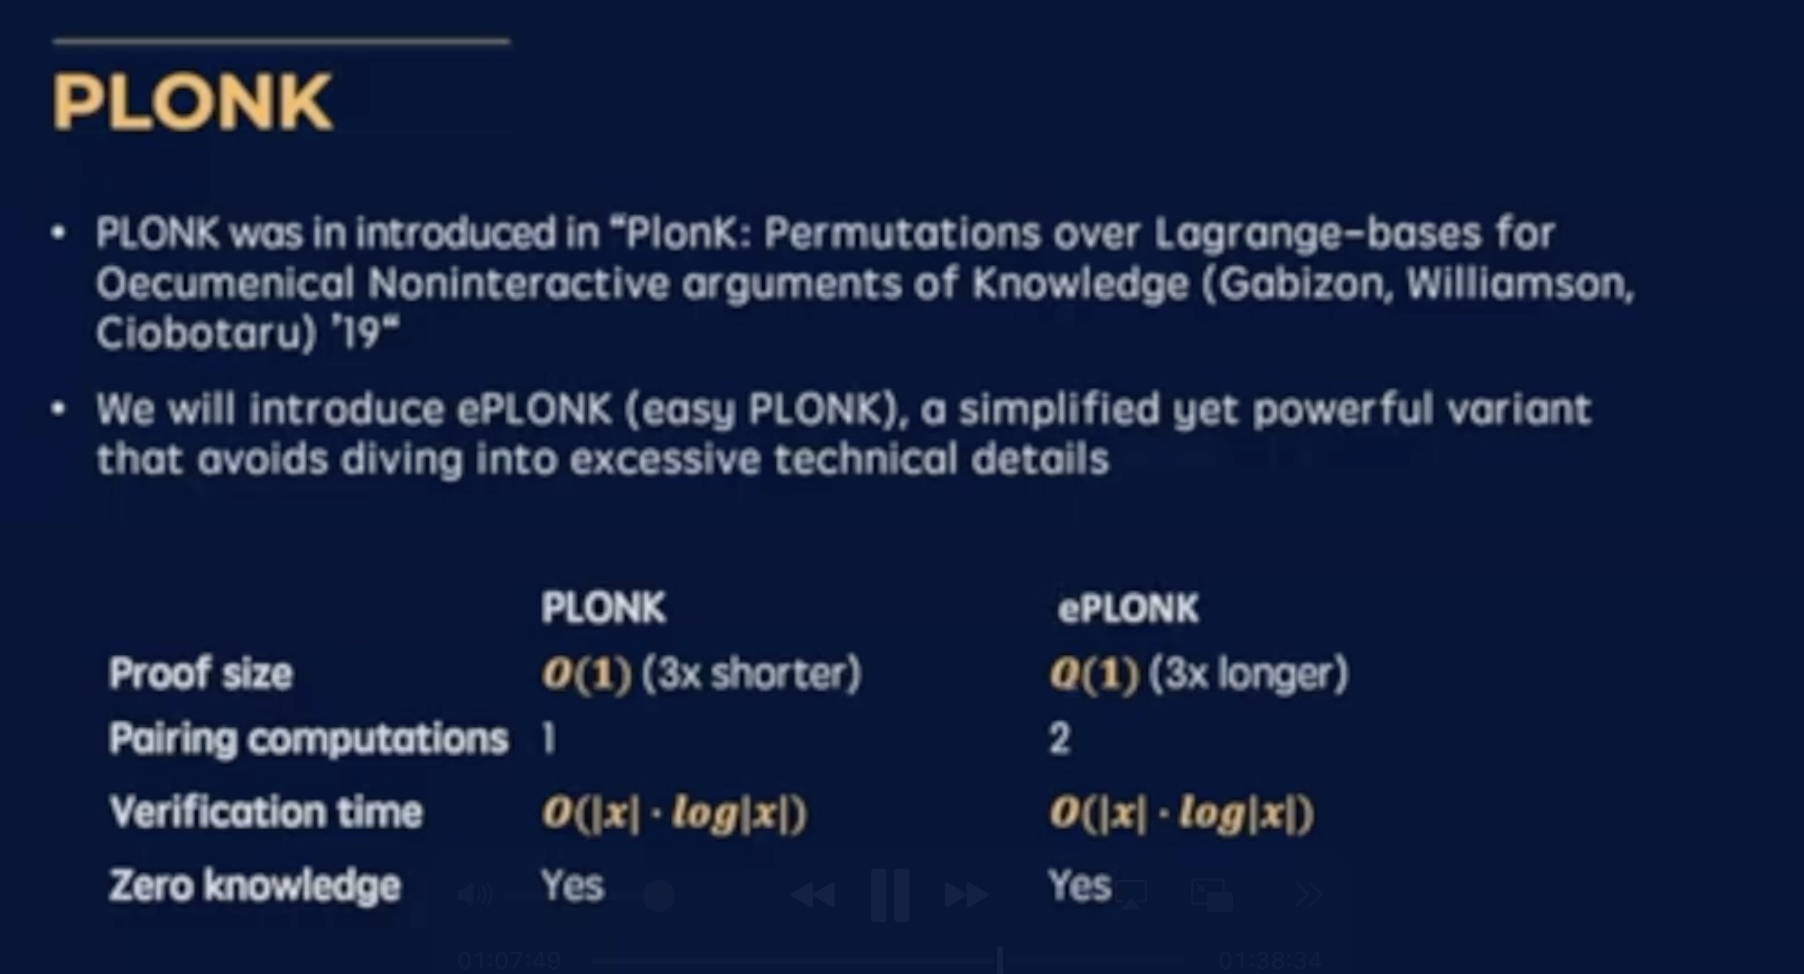 PLONK
• PLONK was in introduced in “PlonK: Permutations over Lagrange-bases for
Oecumenical Noninteractive arguments of Knowledge (Gabizon, Williamson,
Ciobotaru) ’19“
• We will introduce ePLONK (easy PLONK), a simplified yet powerful variant
that avoids diving into excessive technical details
PLONK ePLONK
Proof size O(1) (3x shorter) O(1) (3x longer)
Pairing computations 1 2
Verification time O(|x| · log|x|) O(|x| · log|x|)
Zero knowledge Yes Yes
01:07:49 01:38:34